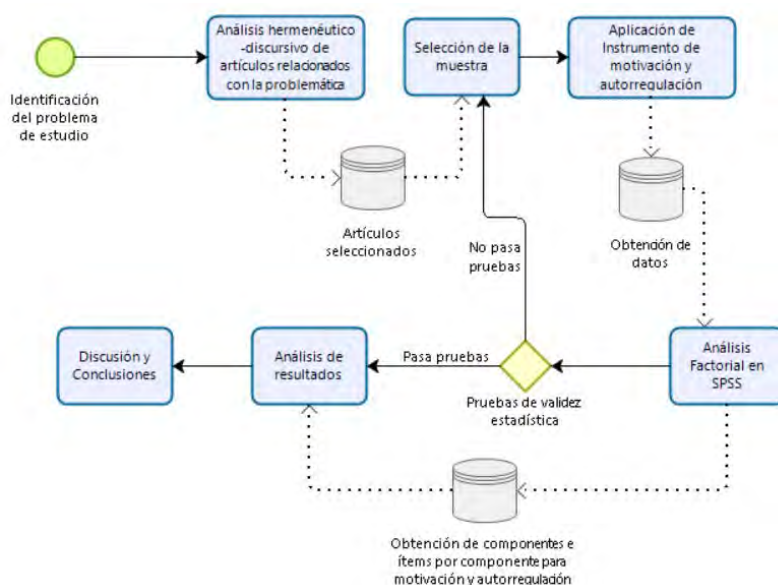 Identificación
del problema
de estudio
Análisis hermenéutico
-discursivo de
artículos relacionados
con la problemática
Selección de la
muestra
Aplicación de
Instrumento de
motivación y
autorregulación
Artículos
seleccionados
Obtención de
datos
No pasa
pruebas
Análisis
Factorial en
SPSS
Pruebas de validez
estadística
Pasa pruebas
Análisis de
resultados
Discusión y
Conclusiones
Obtención de componentes e
ítems por componente para
motivación y autorregulación